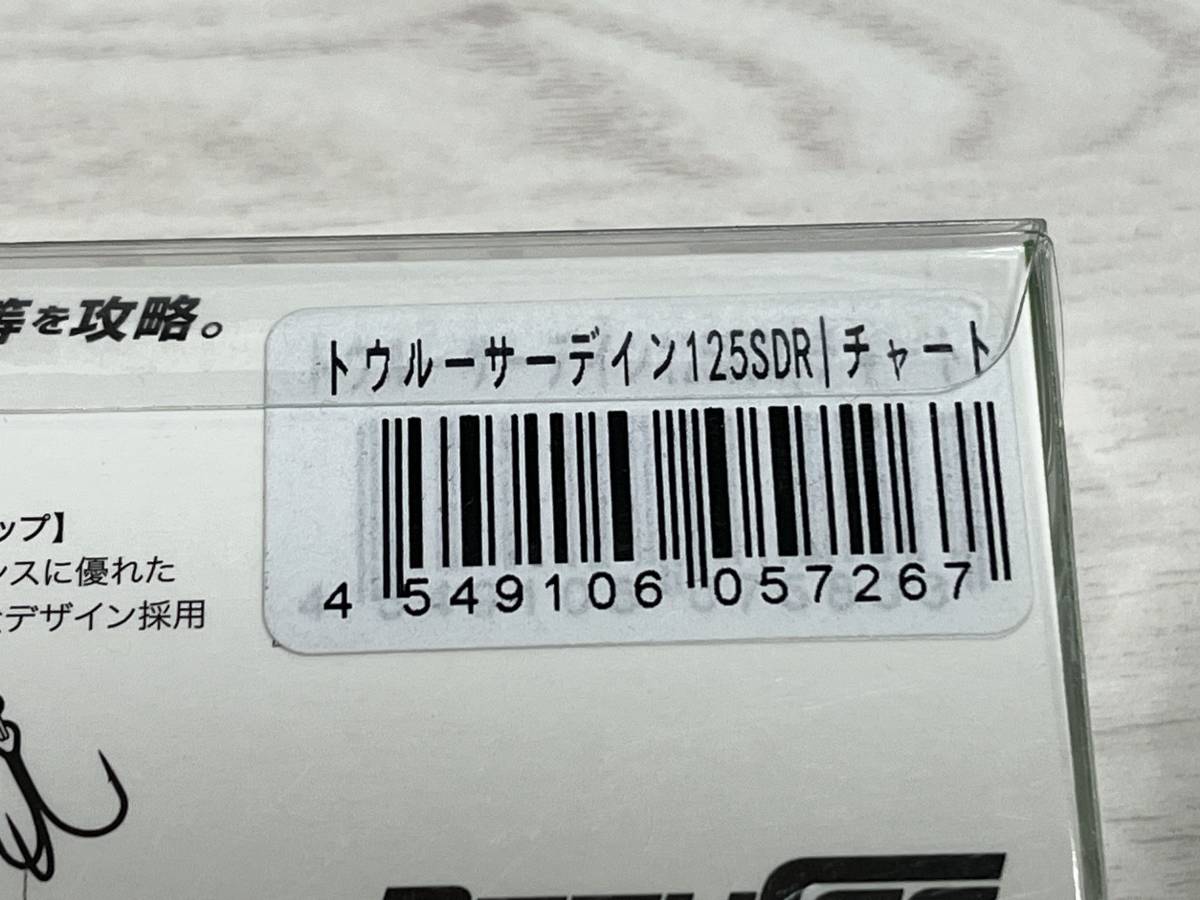 等を攻略。
トウルーサーデイン125SDR|チャート
4 549106 057267
ップ】
ンスに優れた
デザイン採用